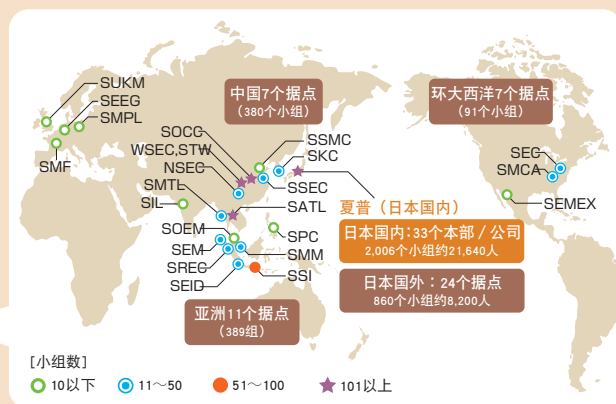 SUKM
SEEG
SMPL
SMF
中国7个据点
（380个小组）
环大西洋7个据点
（91个小组）
SOCC
WSEC,STW
NSEC
SMTL
SIL
SSMC
SKC
SSEC
SATL
SEC
SMCA
SEMEX
夏普（日本国内）
日本国内:33个本部/公司
2,006个小组约21,640人
SOEM
SEM
SREC
SEID
SPC
SMM
SSI
日本国外：24个据点
860个小组约8,200人
亚洲11个据点
（389组）
[小组数]
10以下
11～50
51～100
101以上